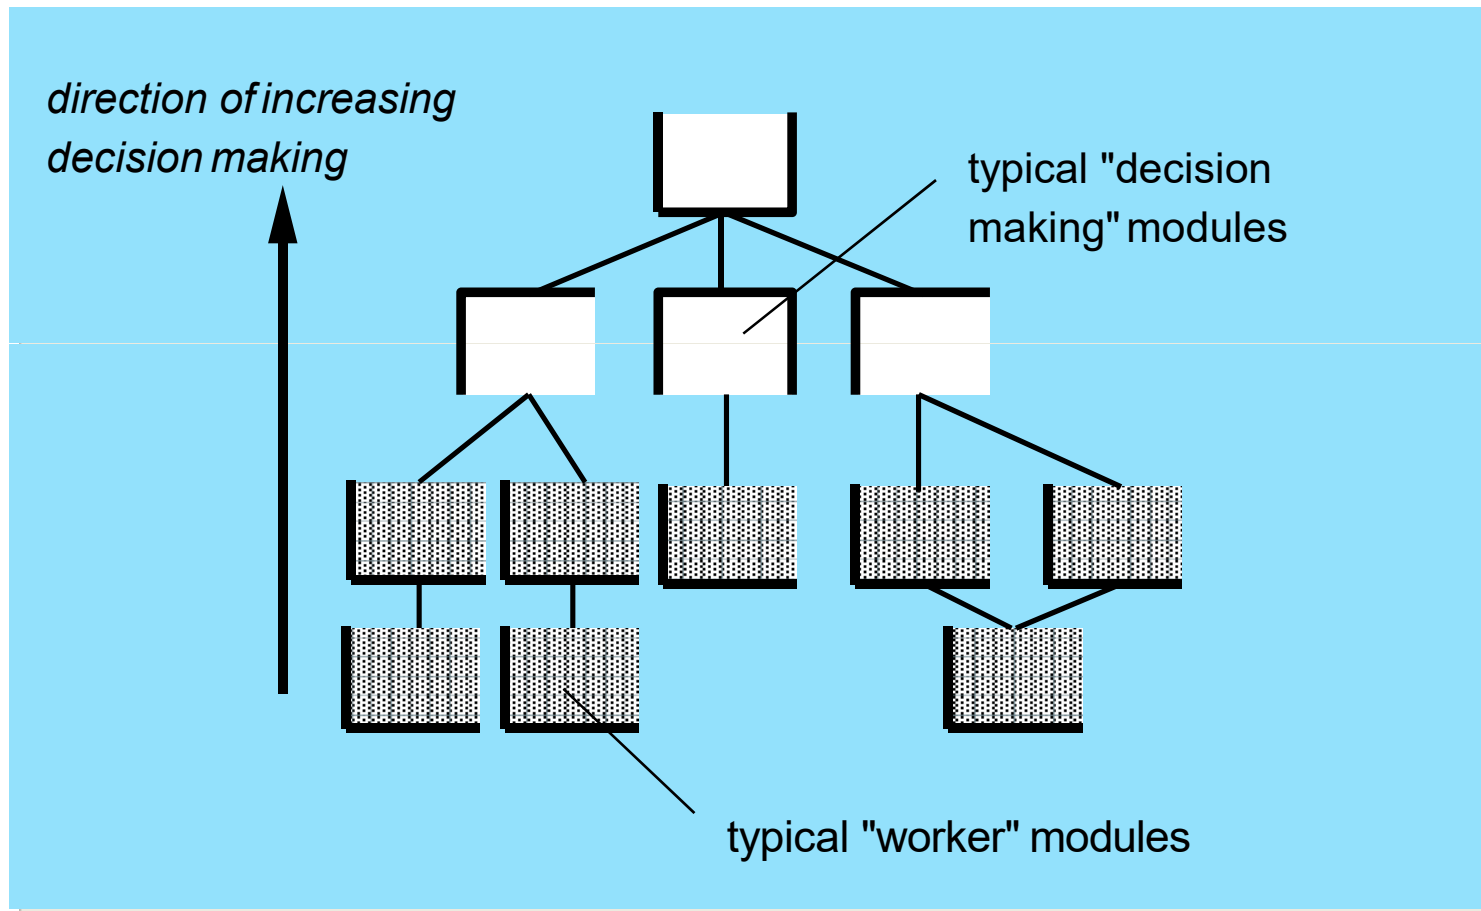 direction of increasing
decision making
typical "decision
making" modules
typical "worker" modules